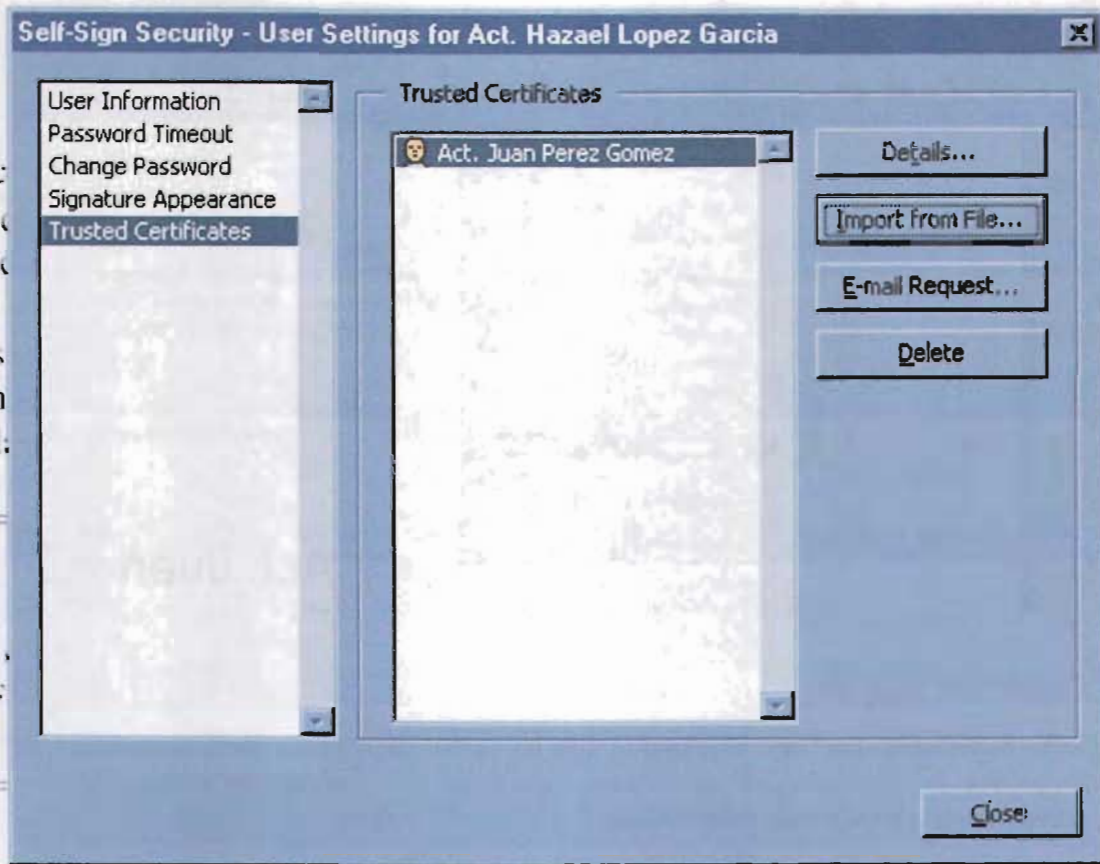 Self-Sign Security - User Settings for Act. Hazael Lopez Garcia
User Information
Password Timeout
Change Password
Signature Appearance
Trusted Certificates
Trusted Certificates
Act. Juan Perez Gomez
Details...
Import from File...
E-mail Request...
Delete
Close